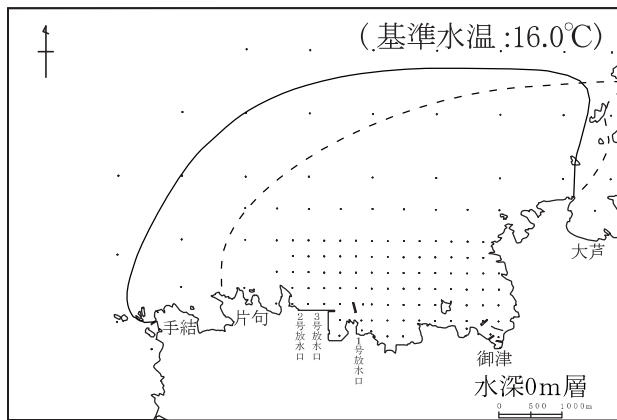 (基準水温:16.0℃)
大芦
手結
片句
2号放水口
3号放水口
1号放水口
御津
水深0m層
0 500 1000m